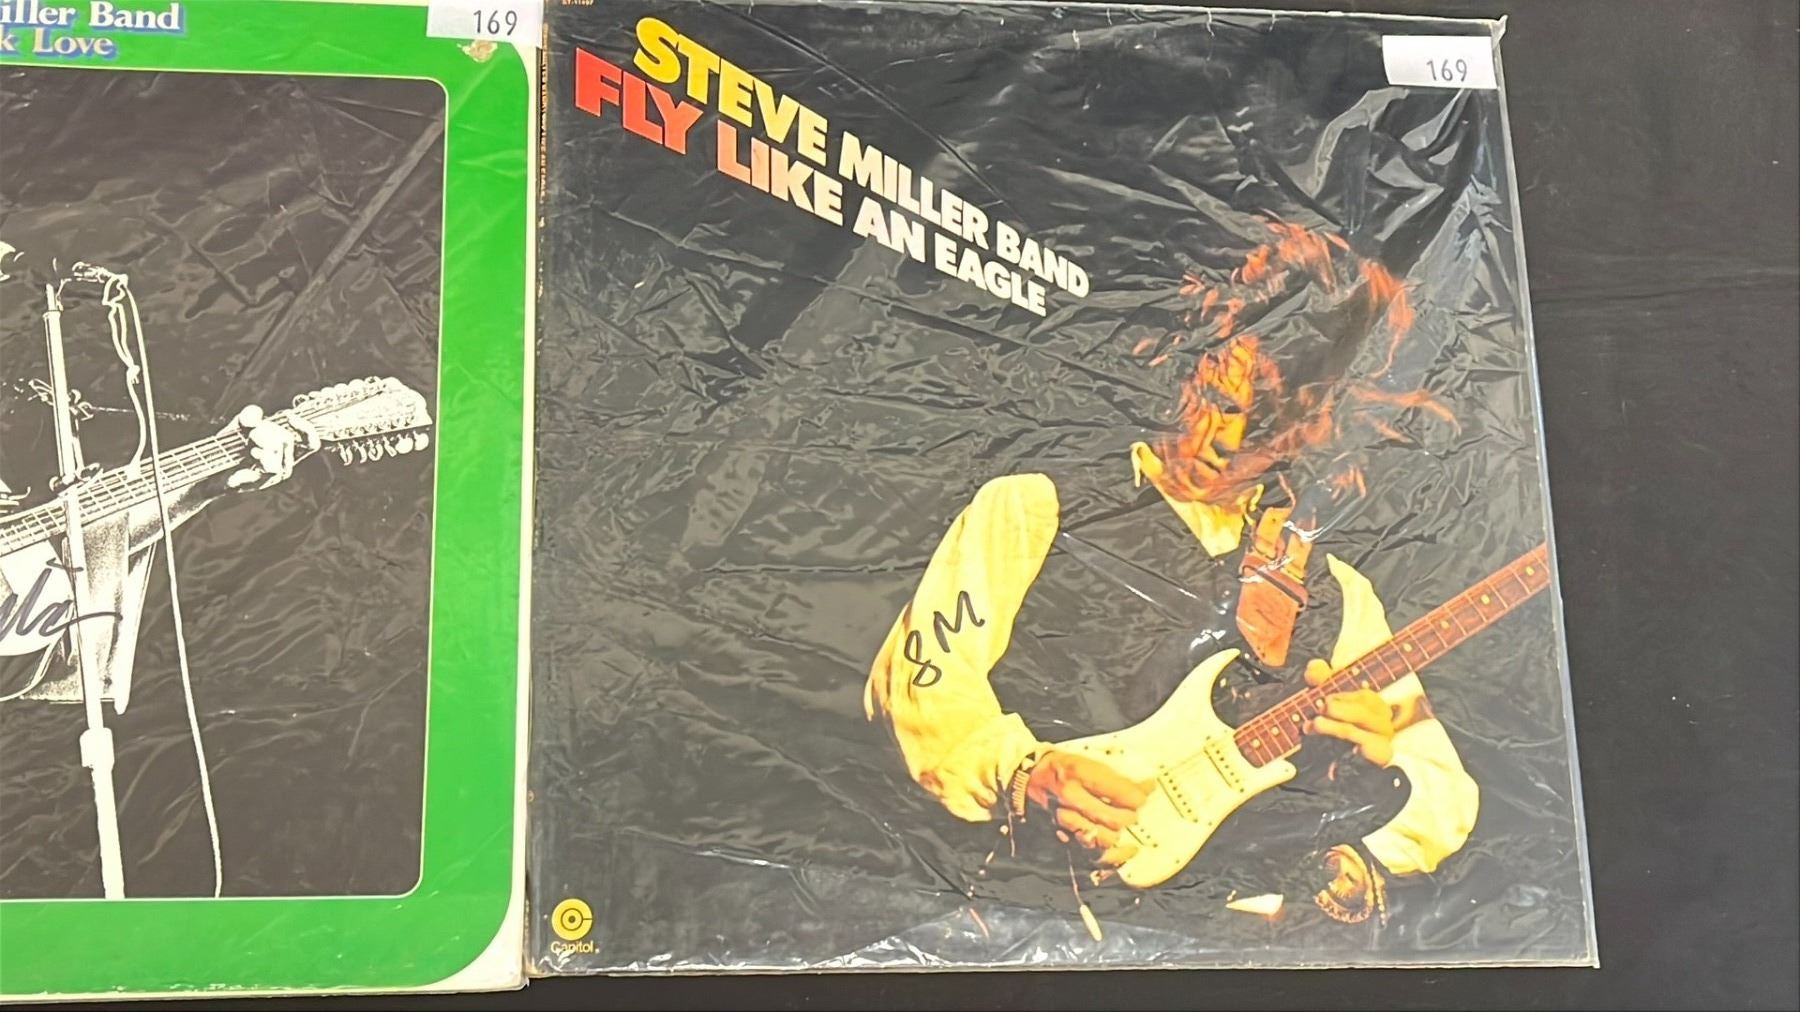 iller Band
k Love
169
STEVE MILLER BAND
FLY LIKE AN EAGLE
169
SM
Capitol